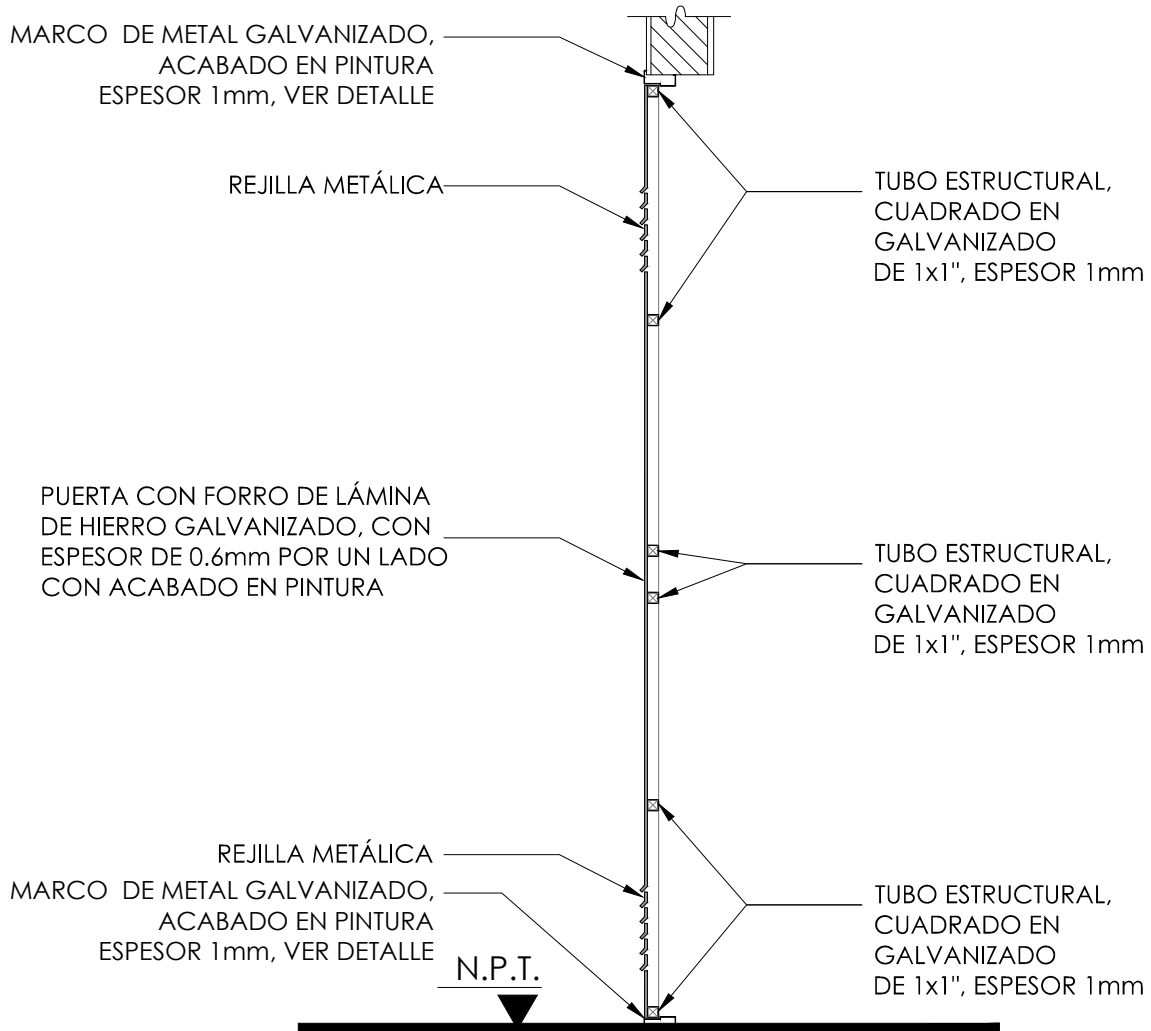 MARCO DE METAL GALVANIZADO,
ACABADO EN PINTURA
ESPESOR 1mm, VER DETALLE
REJILLA METÁLICA
TUBO ESTRUCTURAL,
CUADRADO EN
GALVANIZADO
DE 1x1", ESPESOR 1mm
PUERTA CON FORRO DE LÁMINA
DE HIERRO GALVANIZADO, CON
ESPESOR DE 0.6mm POR UN LADO
CON ACABADO EN PINTURA
TUBO ESTRUCTURAL,
CUADRADO EN
GALVANIZADO
DE 1x1", ESPESOR 1mm
REJILLA METÁLICA
MARCO DE METAL GALVANIZADO,
ACABADO EN PINTURA
ESPESOR 1mm, VER DETALLE
TUBO ESTRUCTURAL,
CUADRADO EN
GALVANIZADO
DE 1x1", ESPESOR 1mm
N.P.T.